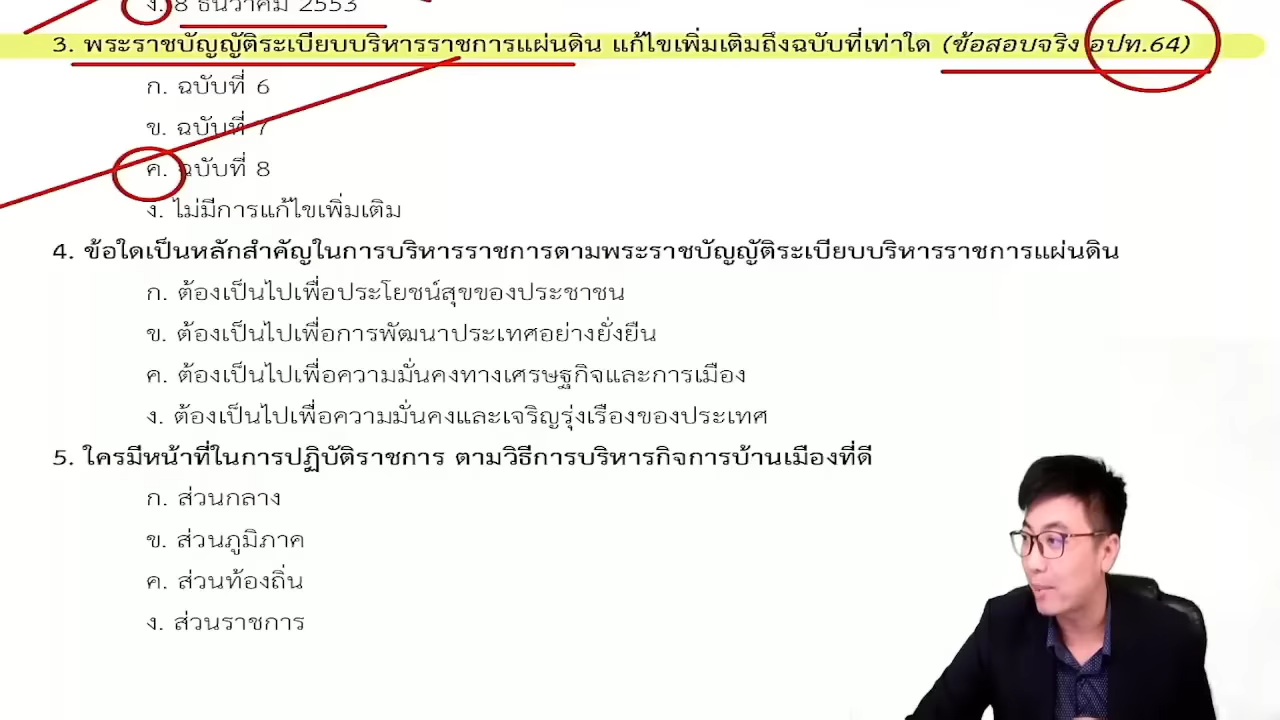 ง. 8 ธันวาคม 2553
3. พระราชบัญญัติระเบียบบริหารราชการแผ่นดิน แก้ไขเพิ่มเติมถึงฉบับที่เท่าใด (ข้อสอบจริง อปท.64)
ก. ฉบับที่ 6
ข. ฉบับที่ 7
ค. ฉบับที่ 8
ง. ไม่มีการแก้ไขเพิ่มเติม
4. ข้อใดเป็นหลักสำคัญในการบริหารราชการตามพระราชบัญญัติระเบียบบริหารราชการแผ่นดิน
ก. ต้องเป็นไปเพื่อประโยชน์สุขของประชาชน
ข. ต้องเป็นไปเพื่อการพัฒนาประเทศอย่างยั่งยืน
ค. ต้องเป็นไปเพื่อความมั่นคงทางเศรษฐกิจและการเมือง
ง. ต้องเป็นไปเพื่อความมั่นคงและเจริญรุ่งเรืองของประเทศ
5. ใครมีหน้าที่ในการปฏิบัติราชการ ตามวิธีการบริหารกิจการบ้านเมืองที่ดี
ก. ส่วนกลาง
ข. ส่วนภูมิภาค
ค. ส่วนท้องถิ่น
ง. ส่วนราชการ